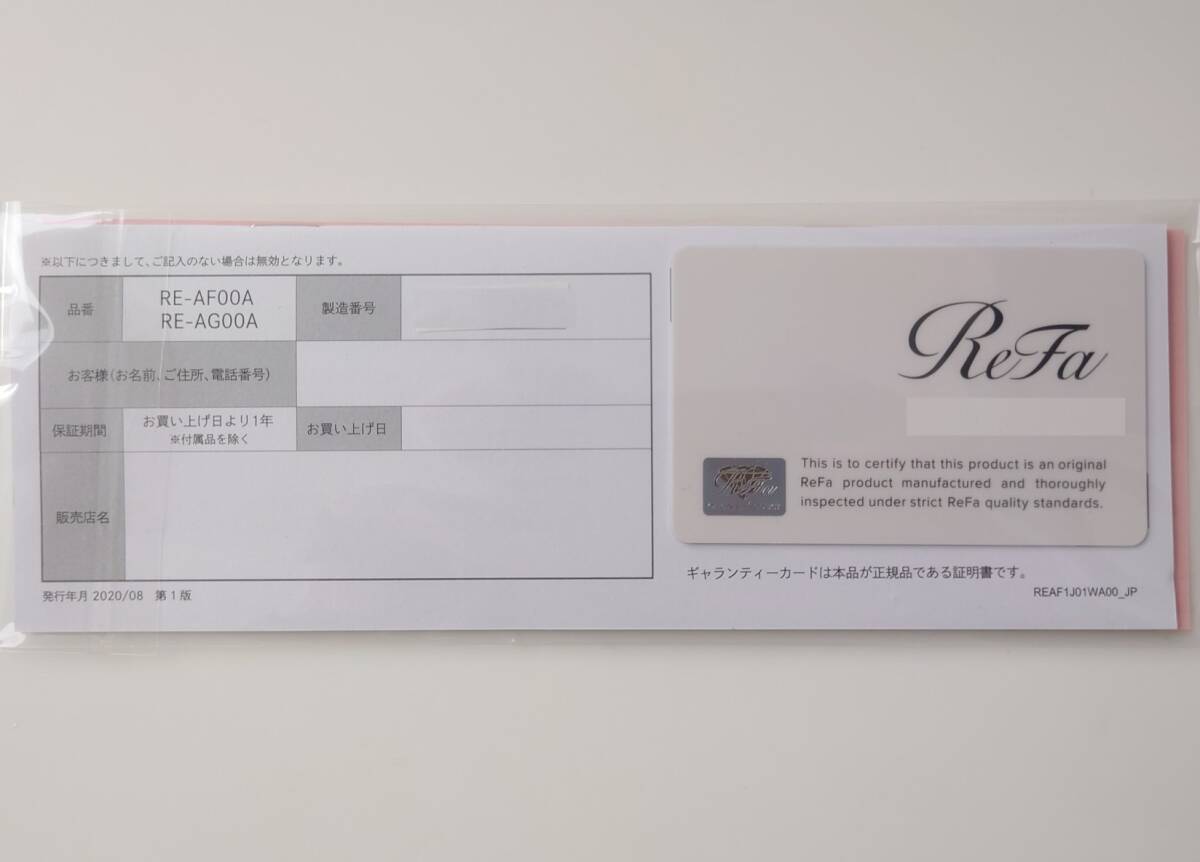 ※以下につきまして、ご記入のない場合は無効となります。
品番
RE-AF00A
RE-AG00A
製造番号
お客様(お名前、ご住所、電話番号)
保証期間
お買い上げ日より1年
※付属品を除く
お買い上げ日
販売店名
発行年月 2020/08 第1版
ReFa
ReFa
This is to certify that this product is an original
ReFa product manufactured and thoroughly
inspected under strict ReFa quality standards.
ギャランティーカードは本品が正規品である証明書です。
REAF1J01WA00_JP